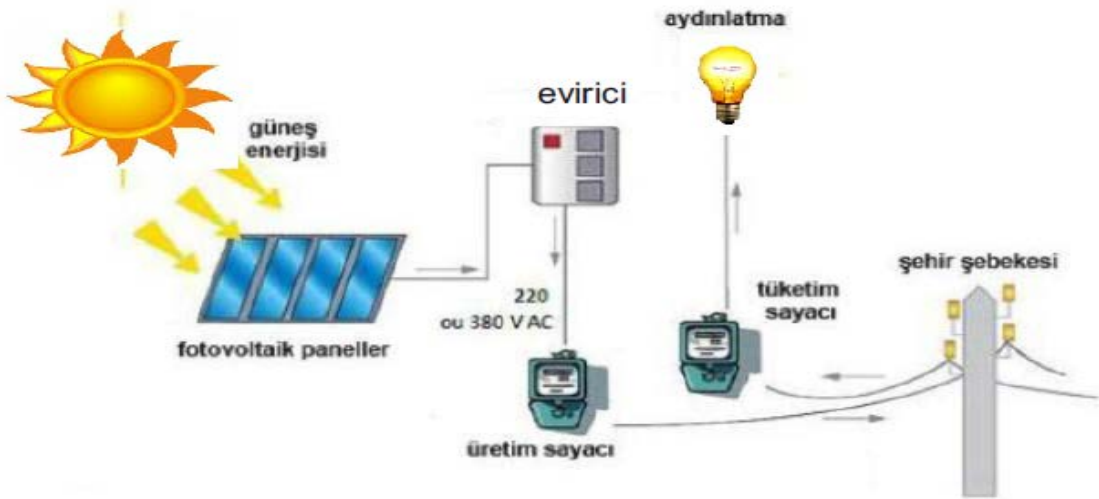 aydınlatma
evirici
güneş
enerjisi
şehir şebekesi
tüketim
sayacı
220
ou 380 V AC
fotovoltaik paneller
üretim sayacı